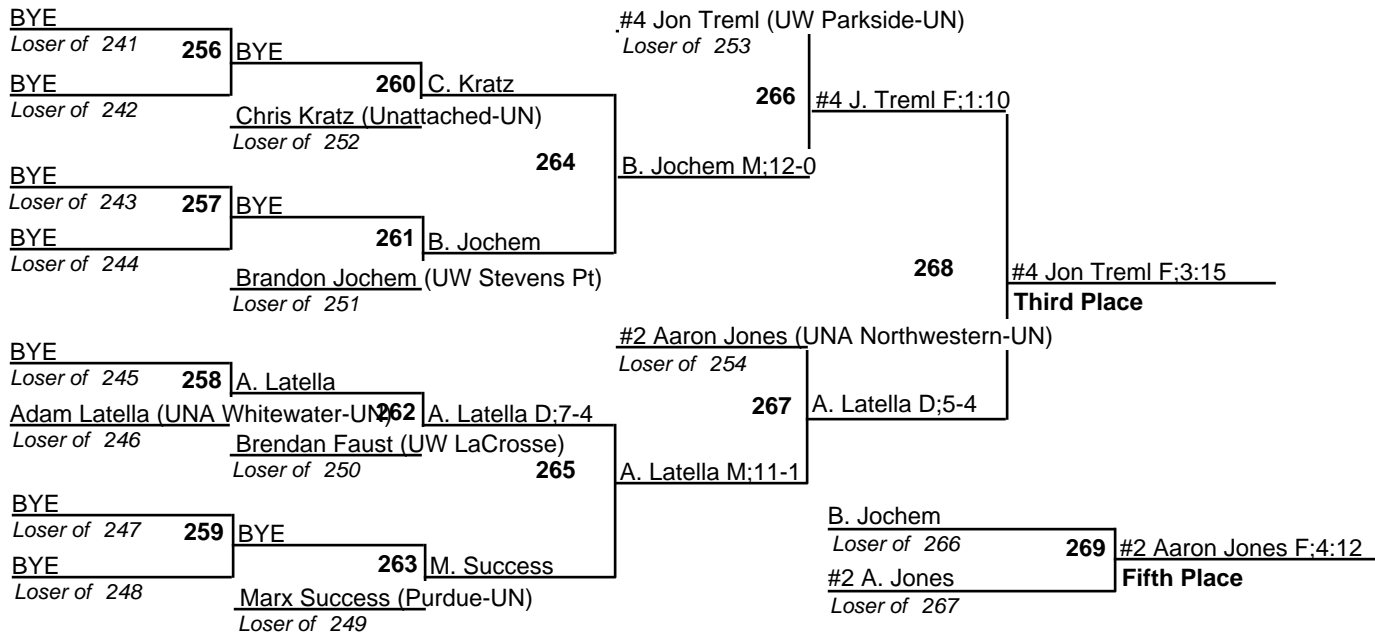 BYE
Loser of 241
256
BYE
BYE
Loser of 242
260
C. Kratz
Chris Kratz (Unattached-UN)
Loser of 252
264
BYE
Loser of 243
257
BYE
BYE
Loser of 244
261
B. Jochem
Brandon Jochem (UW Stevens Pt)
Loser of 251
#4 Jon Treml (UW Parkside-UN)
Loser of 253
266
#4 J. Treml F;1:10
B. Jochem M;12-0
268
#4 Jon Treml F;3:15
Third Place
BYE
Loser of 245
258
A. Latella
Adam Latella (UNA Whitewater-UN)
Loser of 246
262
A. Latella D;7-4
Brendan Faust (UW LaCrosse)
Loser of 250
265
#2 Aaron Jones (UNA Northwestern-UN)
Loser of 254
267
A. Latella D;5-4
A. Latella M;11-1
BYE
Loser of 247
259
BYE
BYE
Loser of 248
263
M. Success
Marx Success (Purdue-UN)
Loser of 249
B. Jochem
Loser of 266
269
#2 Aaron Jones F;4:12
#2 A. Jones
Fifth Place
Loser of 267